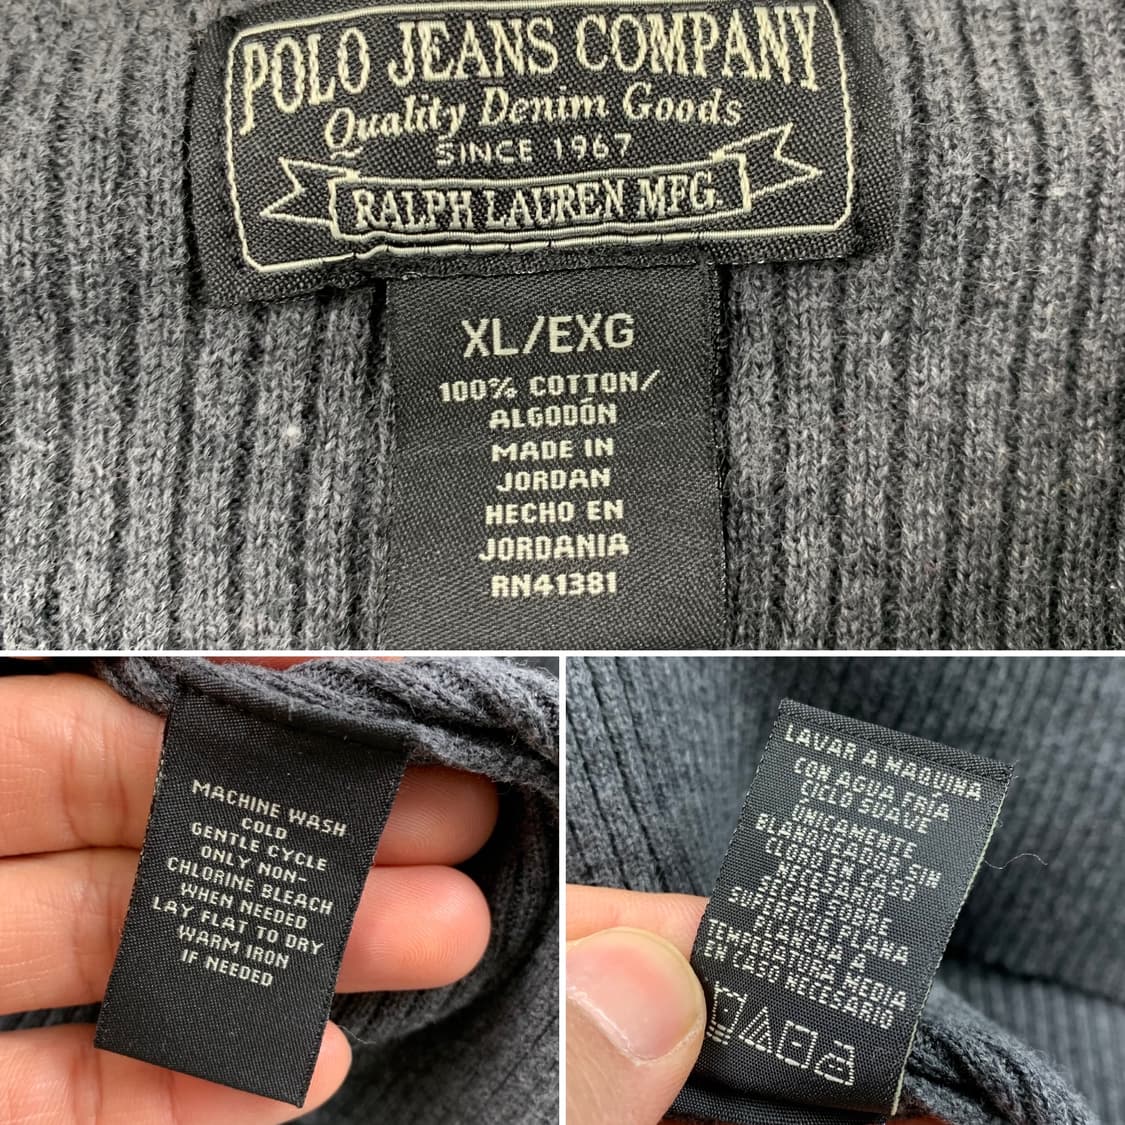 POLO JEANS COMPANY
Quality Denim Goods
SINCE 1967
RALPH LAUREN MFG.
XL/EXG
100% COTTON/
ALGODÓN
MADE IN
JORDAN
HECHO EN
JORDANIA
RN41381
MACHINE WASH
COLD
GENTLE CYCLE
ONLY NON-
CHLORINE BLEACH
WHEN NEEDED
LAY FLAT TO DRY
WARM IRON
IF NEEDED
LAVAR A MAQUINA
CON AGUA FRÍA
CICLO SUAVE
ÚNICAMENTE
BLANQUEADOR SIN
CLORO EN CASO
NECESARIO
SECAR SOBRE
SUPERFICIE PLANA
PLANCHA A
TEMPERATURA MEDIA
EN CASO NECESARIO